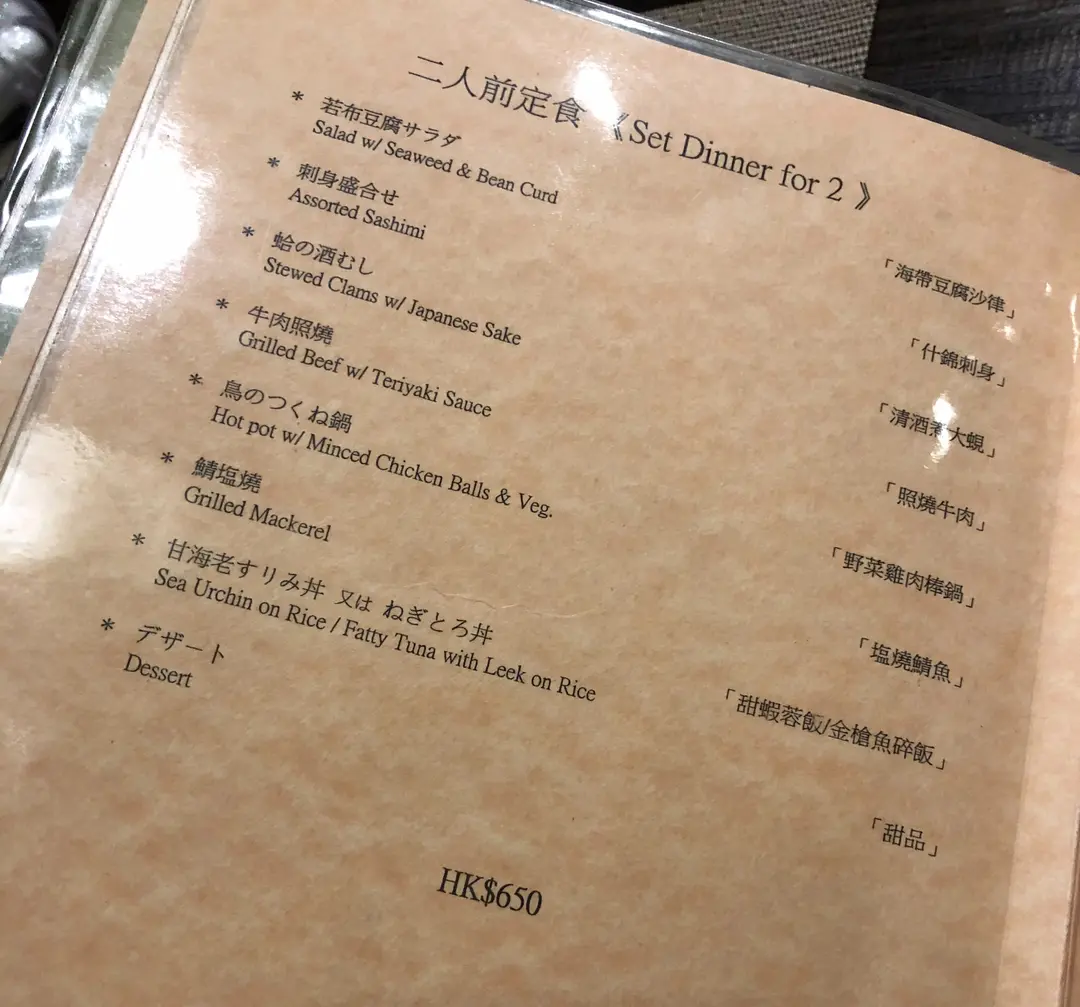 二人前定食 《Set Dinner for 2 》
* 若布豆腐サラダ
Salad w/ Seaweed & Bean Curd
「海帶豆腐沙律」
* 刺身盛合せ
Assorted Sashimi
「什錦刺身」
* 蛤の酒むし
Stewed Clams w/ Japanese Sake
「清酒煮大蜆」
* 牛肉照燒
Grilled Beef w/ Teriyaki Sauce
「照燒牛肉」
* 鳥のつくね鍋
Hot pot w/ Minced Chicken Balls & Veg.
「野菜雞肉棒鍋」
* 鯖塩燒
Grilled Mackerel
「塩燒鯖魚」
* 甘海老すりみ丼 又は ねぎとろ丼
Sea Urchin on Rice / Fatty Tuna with Leek on Rice
「甜蝦蓉飯/金槍魚碎飯」
* デザート
Dessert
「甜品」
HK$650